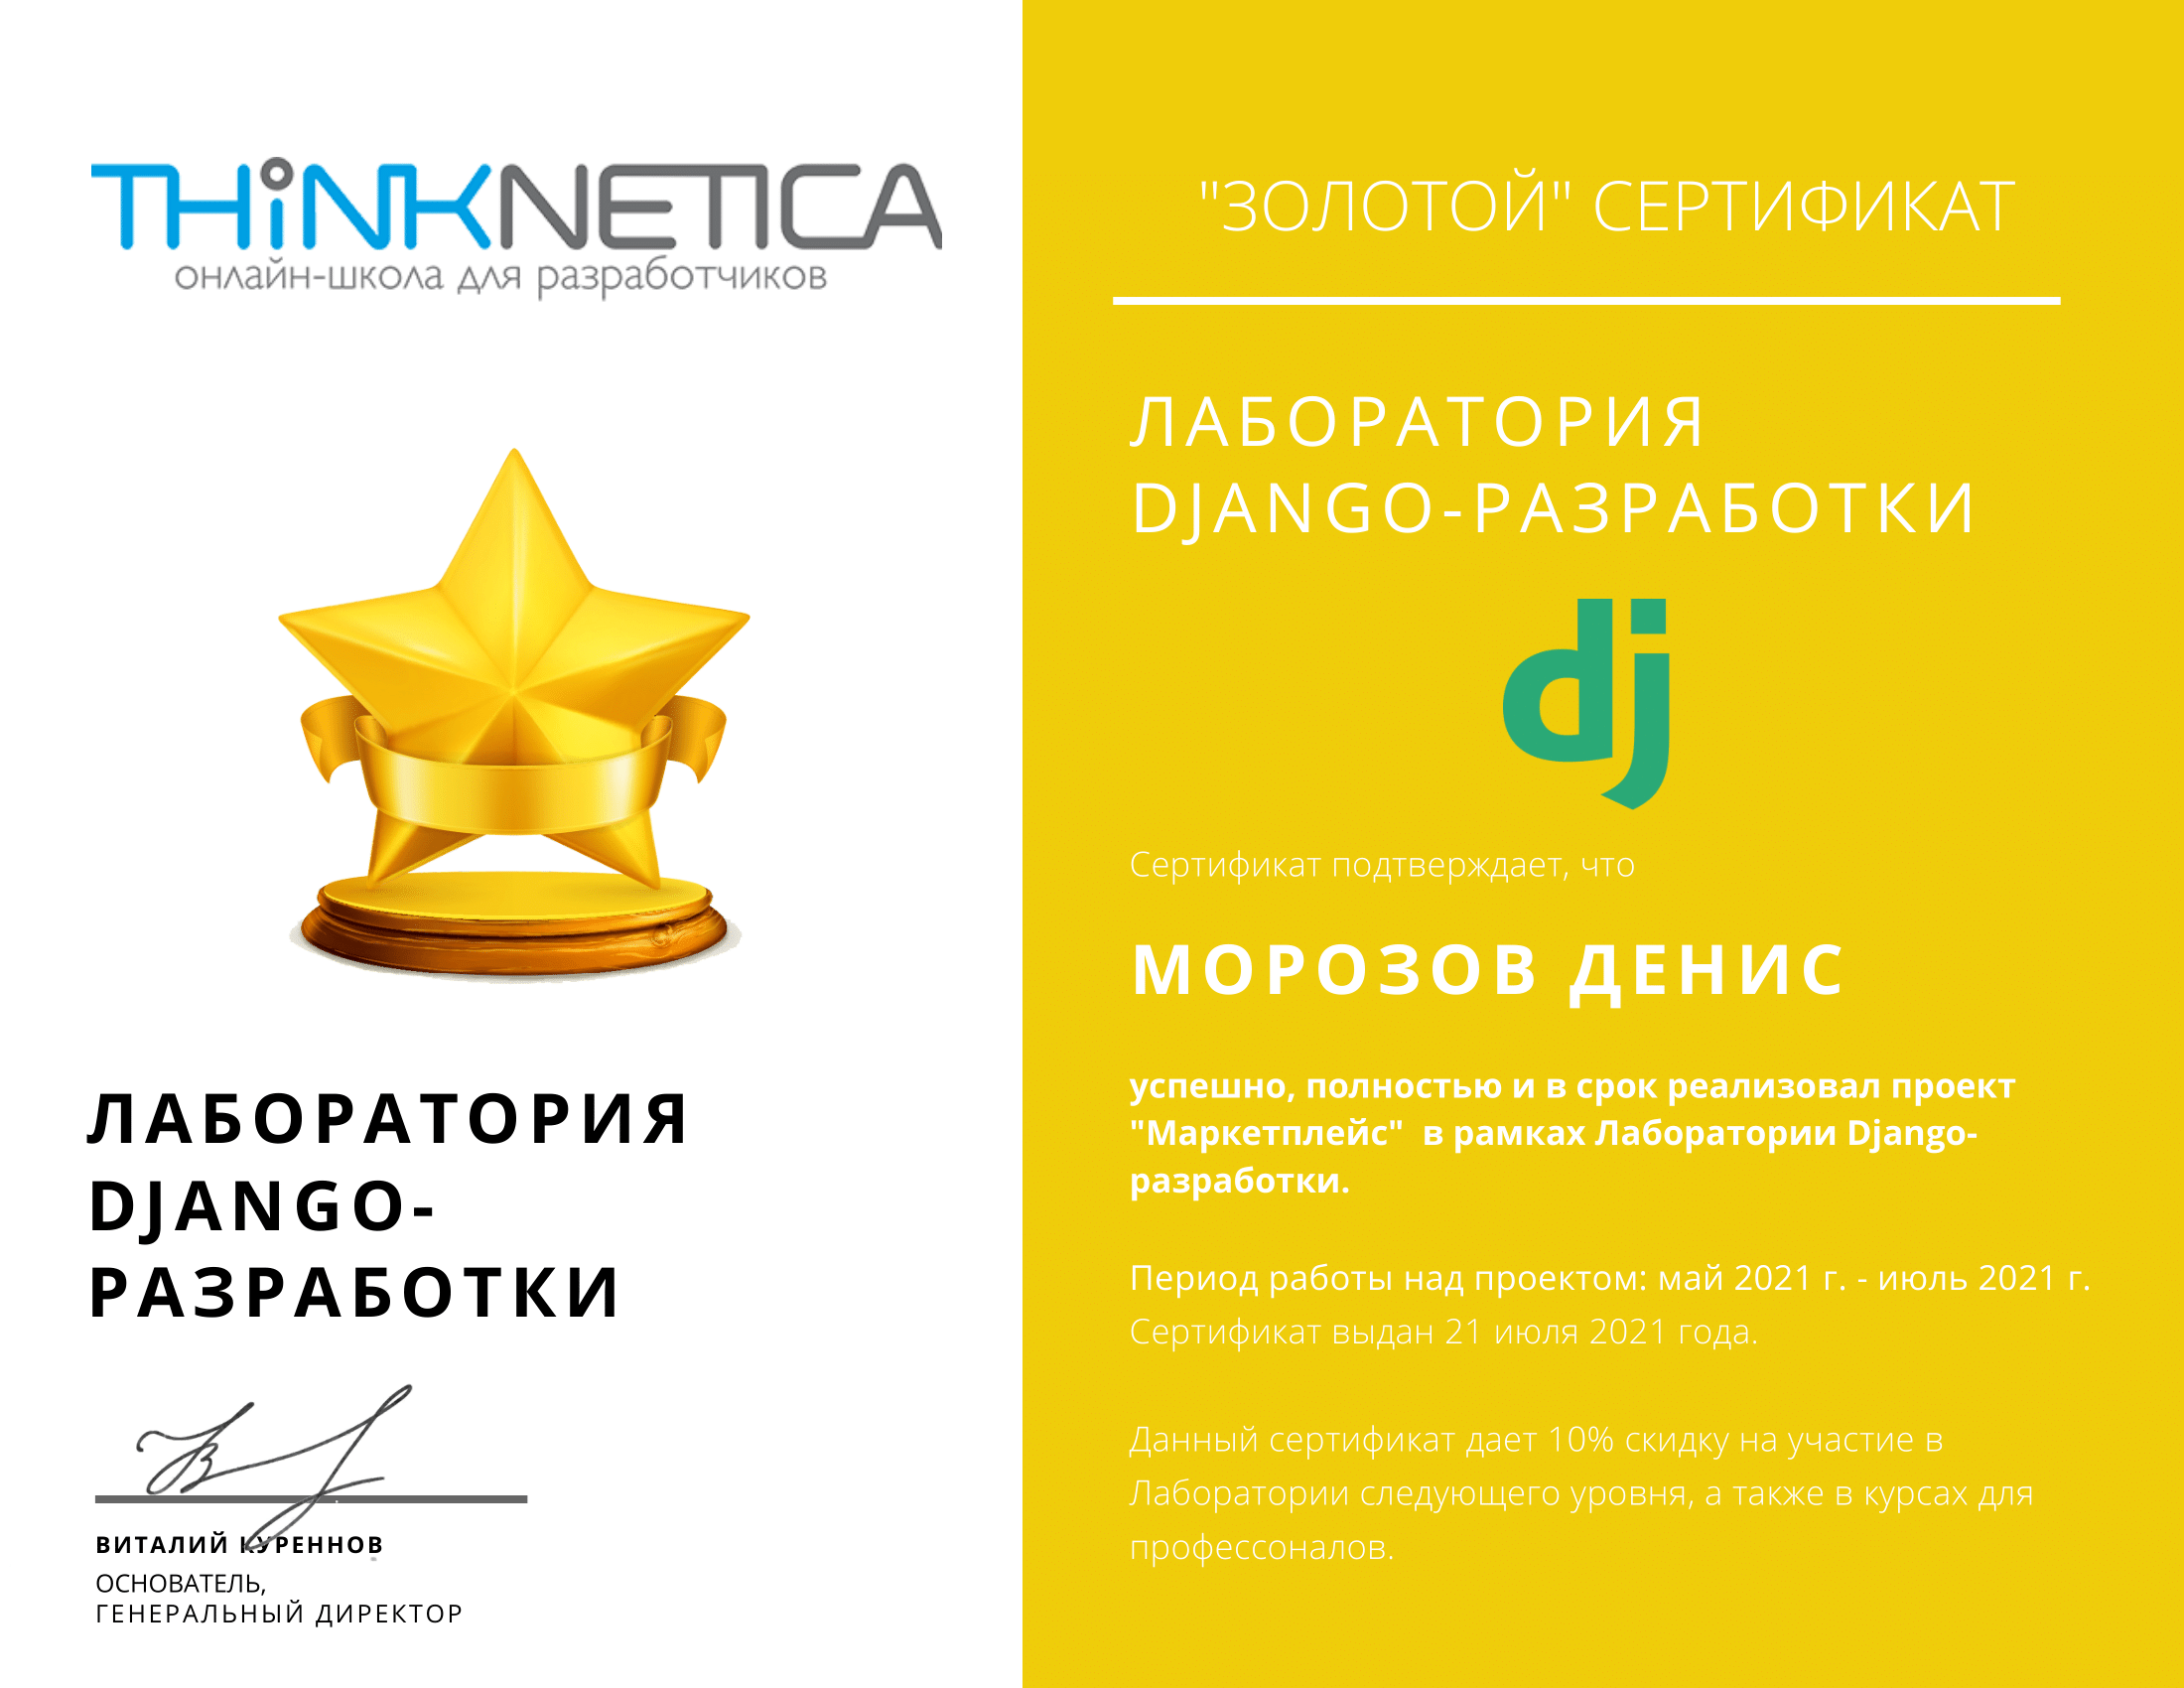 THiNKNETICA
онлайн-школа для разработчиков
ЛАБОРАТОРИЯ
DJANGO-
РАЗРАБОТКИ
ВИТАЛИЙ КУРЕННОВ
ОСНОВАТЕЛЬ,
ГЕНЕРАЛЬНЫЙ ДИРЕКТОР
"ЗОЛОТОЙ" СЕРТИФИКАТ
ЛАБОРАТОРИЯ
DJANGO-РАЗРАБОТКИ
dj
Сертификат подтверждает, что
МОРОЗОВ ДЕНИС
успешно, полностью и в срок реализовал проект
"Маркетплейс"  в рамках Лаборатории Django-
разработки.
Период работы над проектом: май 2021 г. - июль 2021 г.
Сертификат выдан 21 июля 2021 года.
Данный сертификат дает 10% скидку на участие в
Лаборатории следующего уровня, а также в курсах для
профессоналов.